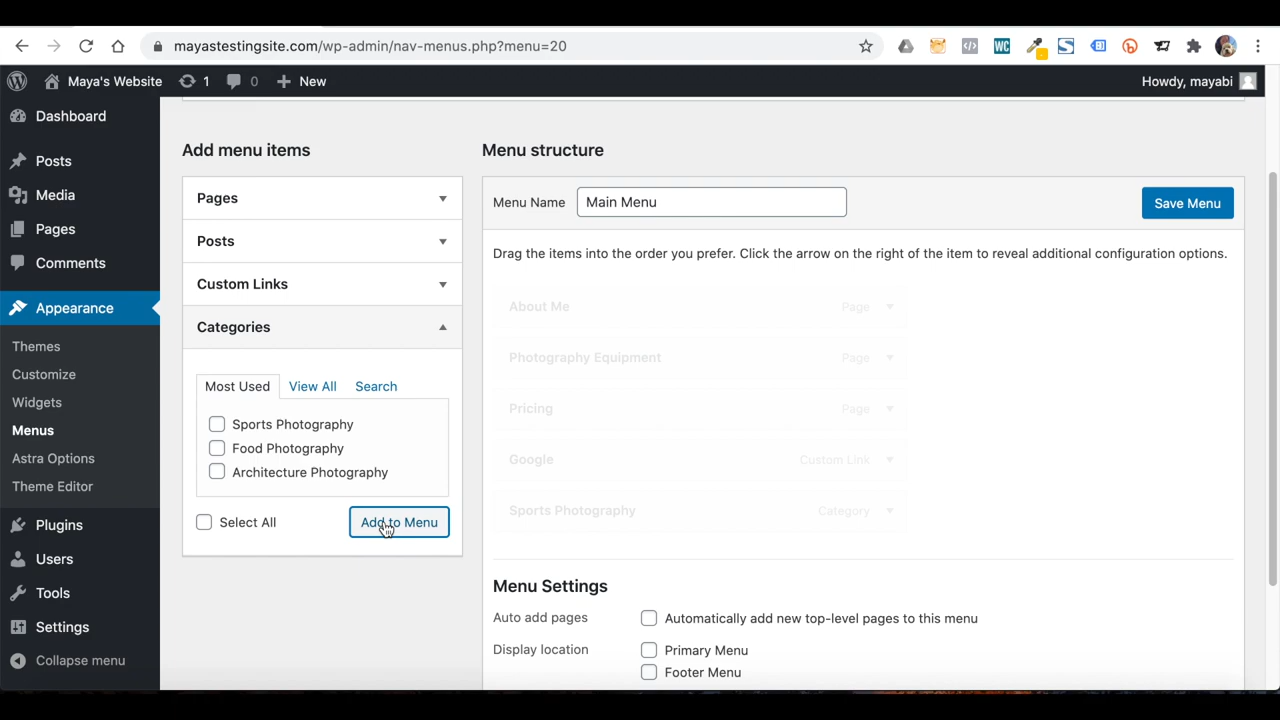 mayastestingsite.com/wp-admin/nav-menus.php?menu=20
Maya's Website
1
0
New
Howdy, mayabi
Dashboard
Posts
Media
Pages
Comments
Appearance
Themes
Customize
Widgets
Menus
Astra Options
Theme Editor
Plugins
Users
Tools
Settings
Collapse menu
Add menu items
Pages
Posts
Custom Links
Categories
Most Used View All Search
Sports Photography
Food Photography
Architecture Photography
Select All Add to Menu
Menu structure
Menu Name Main Menu Save Menu
Drag the items into the order you prefer. Click the arrow on the right of the item to reveal additional configuration options.
About Me Page
Photography Equipment Page
Pricing Page
Google Custom Link
Sports Photography Category
Menu Settings
Auto add pages Automatically add new top-level pages to this menu
Display location Primary Menu
Footer Menu